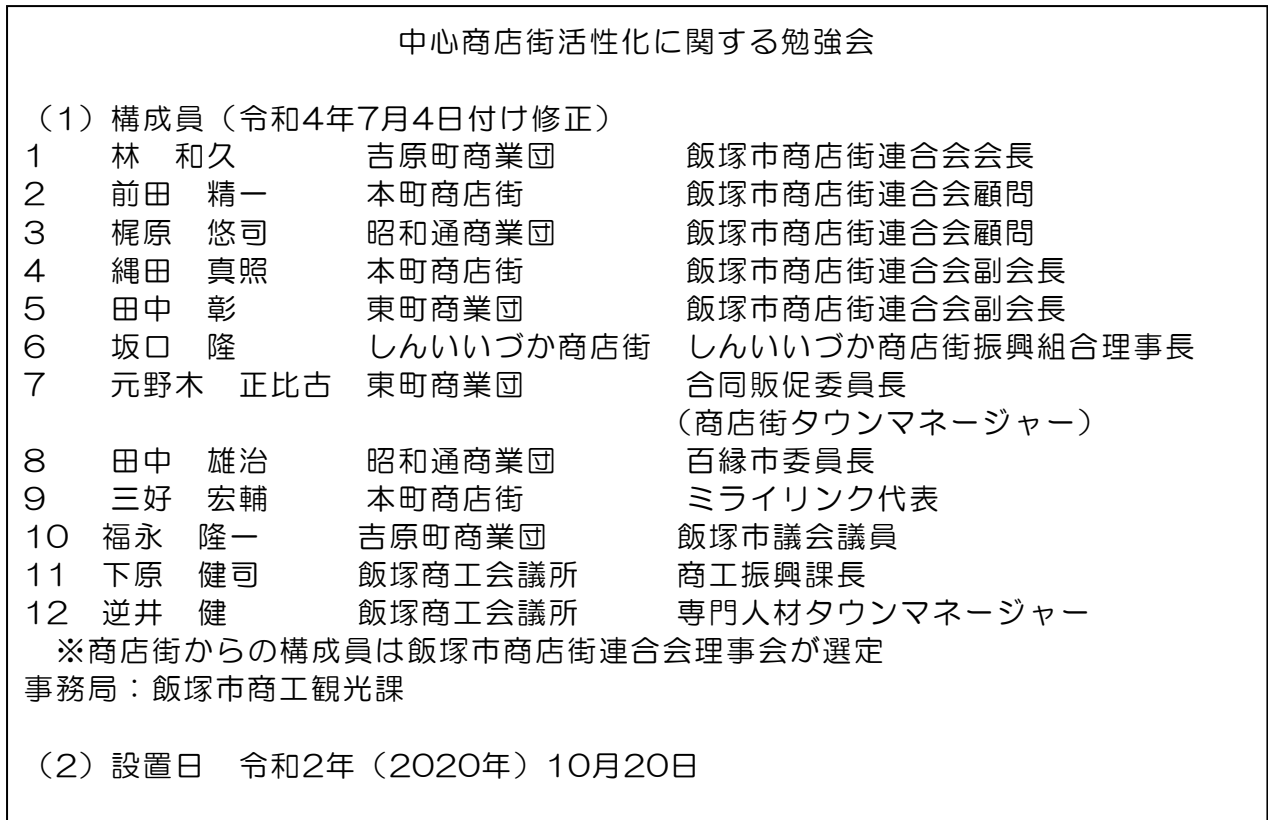 中心商店街活性化に関する勉強会
（1）構成員（令和4年7月4日付け修正）
1　林　和久　吉原町商業団　飯塚市商店街連合会会長
2　前田　精一　本町商店街　飯塚市商店街連合会顧問
3　梶原　悠司　昭和通商業団　飯塚市商店街連合会顧問
4　縄田　真照　本町商店街　飯塚市商店街連合会副会長
5　田中　彰　東町商業団　飯塚市商店街連合会副会長
6　坂口　隆　しんいいづか商店街　しんいいづか商店街振興組合理事長
7　元野木　正比古　東町商業団　合同販促委員長
（商店街タウンマネージャー）
8　田中　雄治　昭和通商業団　百縁市委員長
9　三好　宏輔　本町商店街　ミライリンク代表
10　福永　隆一　吉原町商業団　飯塚市議会議員
11　下原　健司　飯塚商工会議所　商工振興課長
12　逆井　健　飯塚商工会議所　専門人材タウンマネージャー
※商店街からの構成員は飯塚市商店街連合会理事会が選定
事務局：飯塚市商工観光課
（2）設置日　令和2年（2020年）10月20日